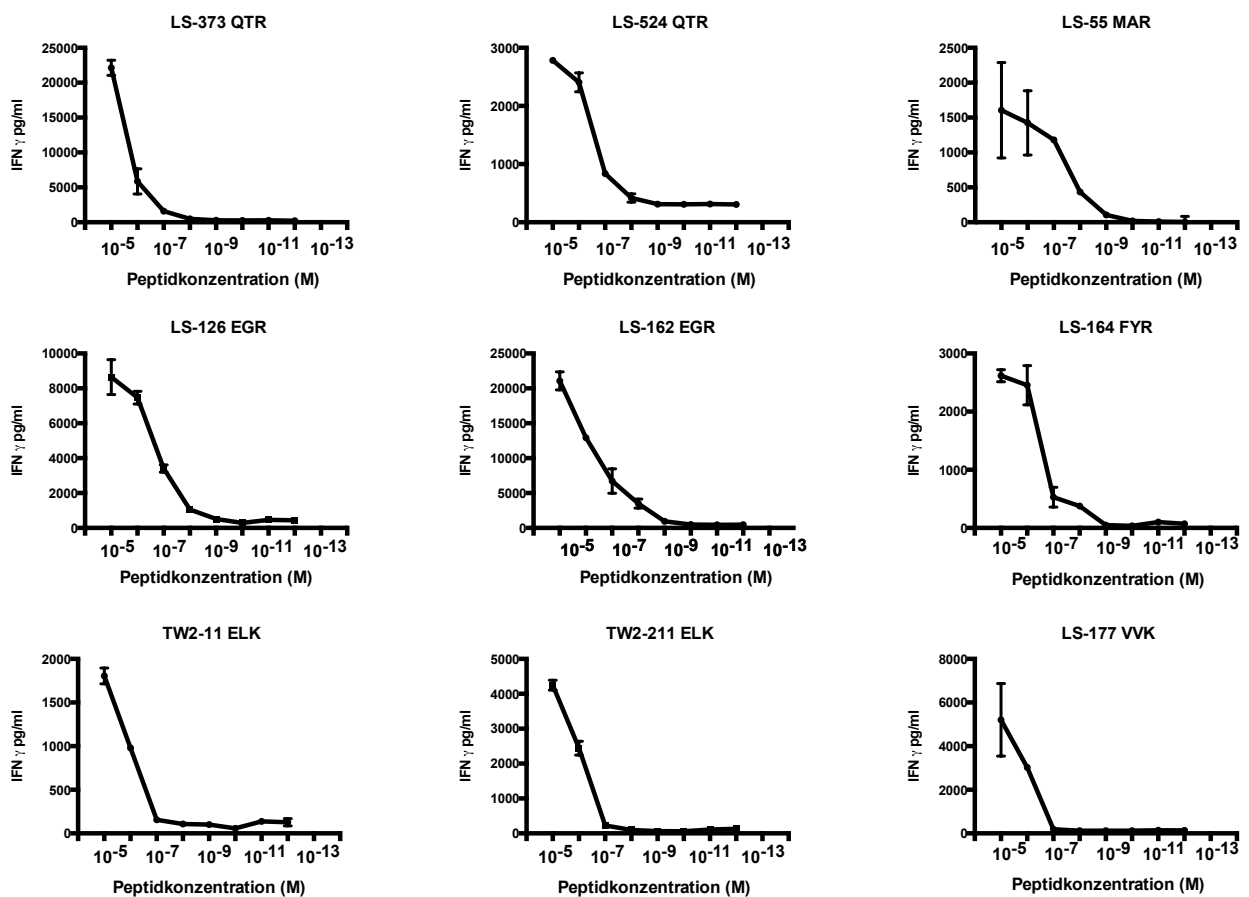 LS-373 QTR
IFN γ pg/ml
25000
20000
15000
10000
5000
0
10-5 10-7 10-9 10-11 10-13
Peptidkonzentration (M)
LS-524 QTR
IFN γ pg/ml
3000
2000
1000
0
10-5 10-7 10-9 10-11 10-13
Peptidkonzentration (M)
LS-55 MAR
IFN γ pg/ml
2500
2000
1500
1000
500
0
10-5 10-7 10-9 10-11 10-13
Peptidkonzentration (M)
LS-126 EGR
IFN γ pg/ml
10000
8000
6000
4000
2000
0
10-5 10-7 10-9 10-11 10-13
Peptidkonzentration (M)
LS-162 EGR
IFN γ pg/ml
25000
20000
15000
10000
5000
0
10-5 10-7 10-9 10-11 10-13
Peptidkonzentration (M)
LS-164 FYR
IFN γ pg/ml
3000
2000
1000
0
10-5 10-7 10-9 10-11 10-13
Peptidkonzentration (M)
TW2-11 ELK
IFN γ pg/ml
2000
1500
1000
500
0
10-5 10-7 10-9 10-11 10-13
Peptidkonzentration (M)
TW2-211 ELK
IFN γ pg/ml
5000
4000
3000
2000
1000
0
10-5 10-7 10-9 10-11 10-13
Peptidkonzentration (M)
LS-177 VVK
IFN γ pg/ml
8000
6000
4000
2000
0
10-5 10-7 10-9 10-11 10-13
Peptidkonzentration (M)